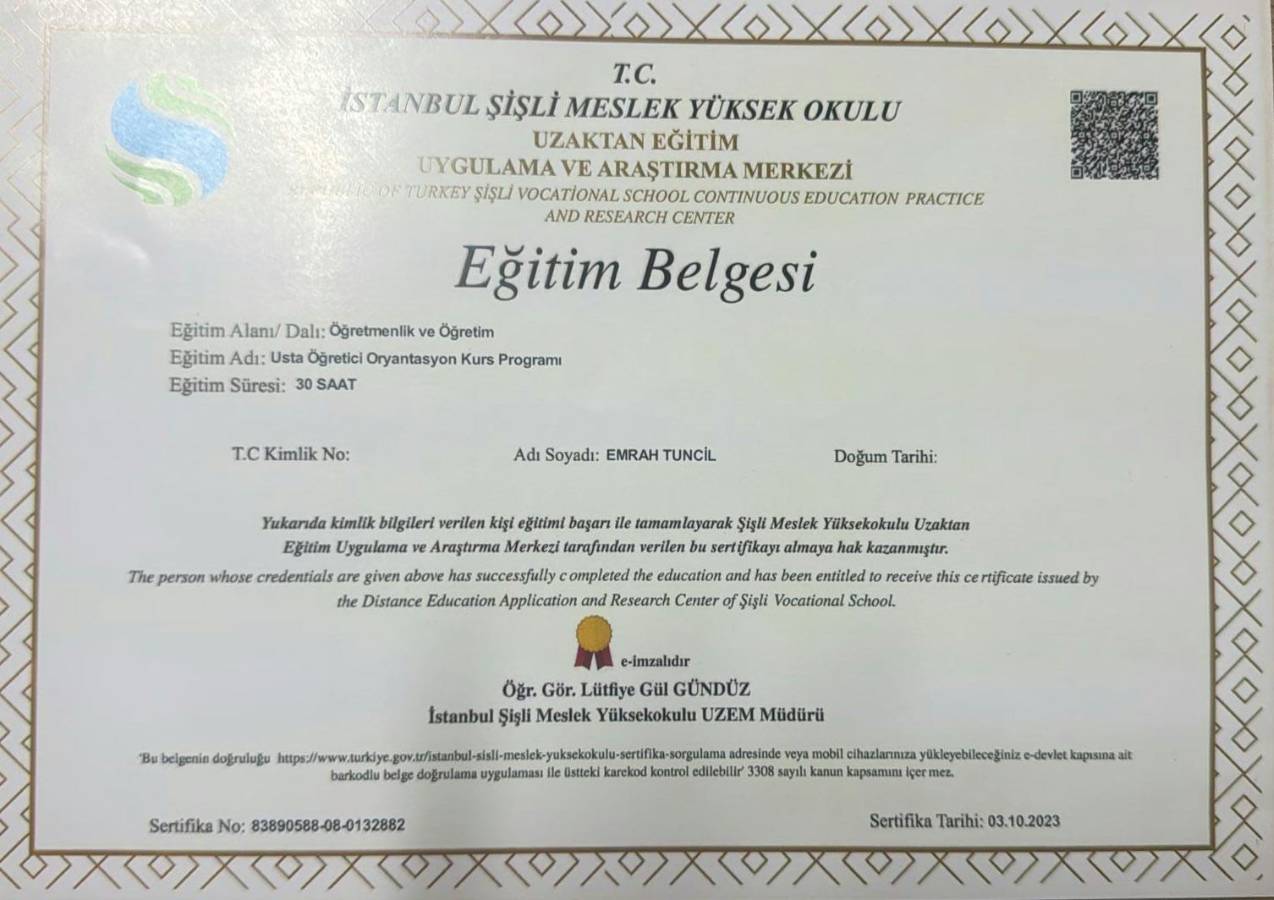 T.C.
İSTANBUL ŞİŞLİ MESLEK YÜKSEK OKULU
UZAKTAN EĞİTİM
UYGULAMA VE ARAŞTIRMA MERKEZİ
REPUBLIC OF TURKEY ŞİŞLİ VOCATİONAL SCHOOL CONTINUOUS EDUCATION PRACTICE
AND RESEARCH CENTER
Eğitim Belgesi
Eğitim Alanı/ Dalı: Öğretmenlik ve Öğretim
Eğitim Adı: Usta Öğretici Oryantasyon Kurs Programı
Eğitim Süresi: 30 SAAT
T.C Kimlik No: Adı Soyadı: EMRAH TUNCİL Doğum Tarihi:
Yukarıda kimlik bilgileri verilen kişi eğitimi başarı ile tamamlayarak Şişli Meslek Yüksekokulu Uzaktan
Eğitim Uygulama ve Araştırma Merkezi tarafından verilen bu sertifikayı almaya hak kazanmıştır.
The person whose credentials are given above has successfully completed the education and has been entitled to receive this certificate issued by
the Distance Education Application and Research Center of Şişli Vocational School.
e-imzalıdır
Öğr. Gör. Lütfiye Gül GÜNDÜZ
İstanbul Şişli Meslek Yüksekokulu UZEM Müdürü
'Bu belgenin doğruluğu https://www.turkiye.gov.tr/istanbul-sisli-meslek-yuksekokulu-sertifika-sorgulama adresinde veya mobil cihazlarınıza yükleyebileceğiniz e-devlet kapısına ait
barkodlu belge doğrulama uygulaması ile üstteki karekod kontrol edilebilir' 3308 sayılı kanun kapsamını içer mez.
Sertifika No: 83890588-08-0132882 Sertifika Tarihi: 03.10.2023